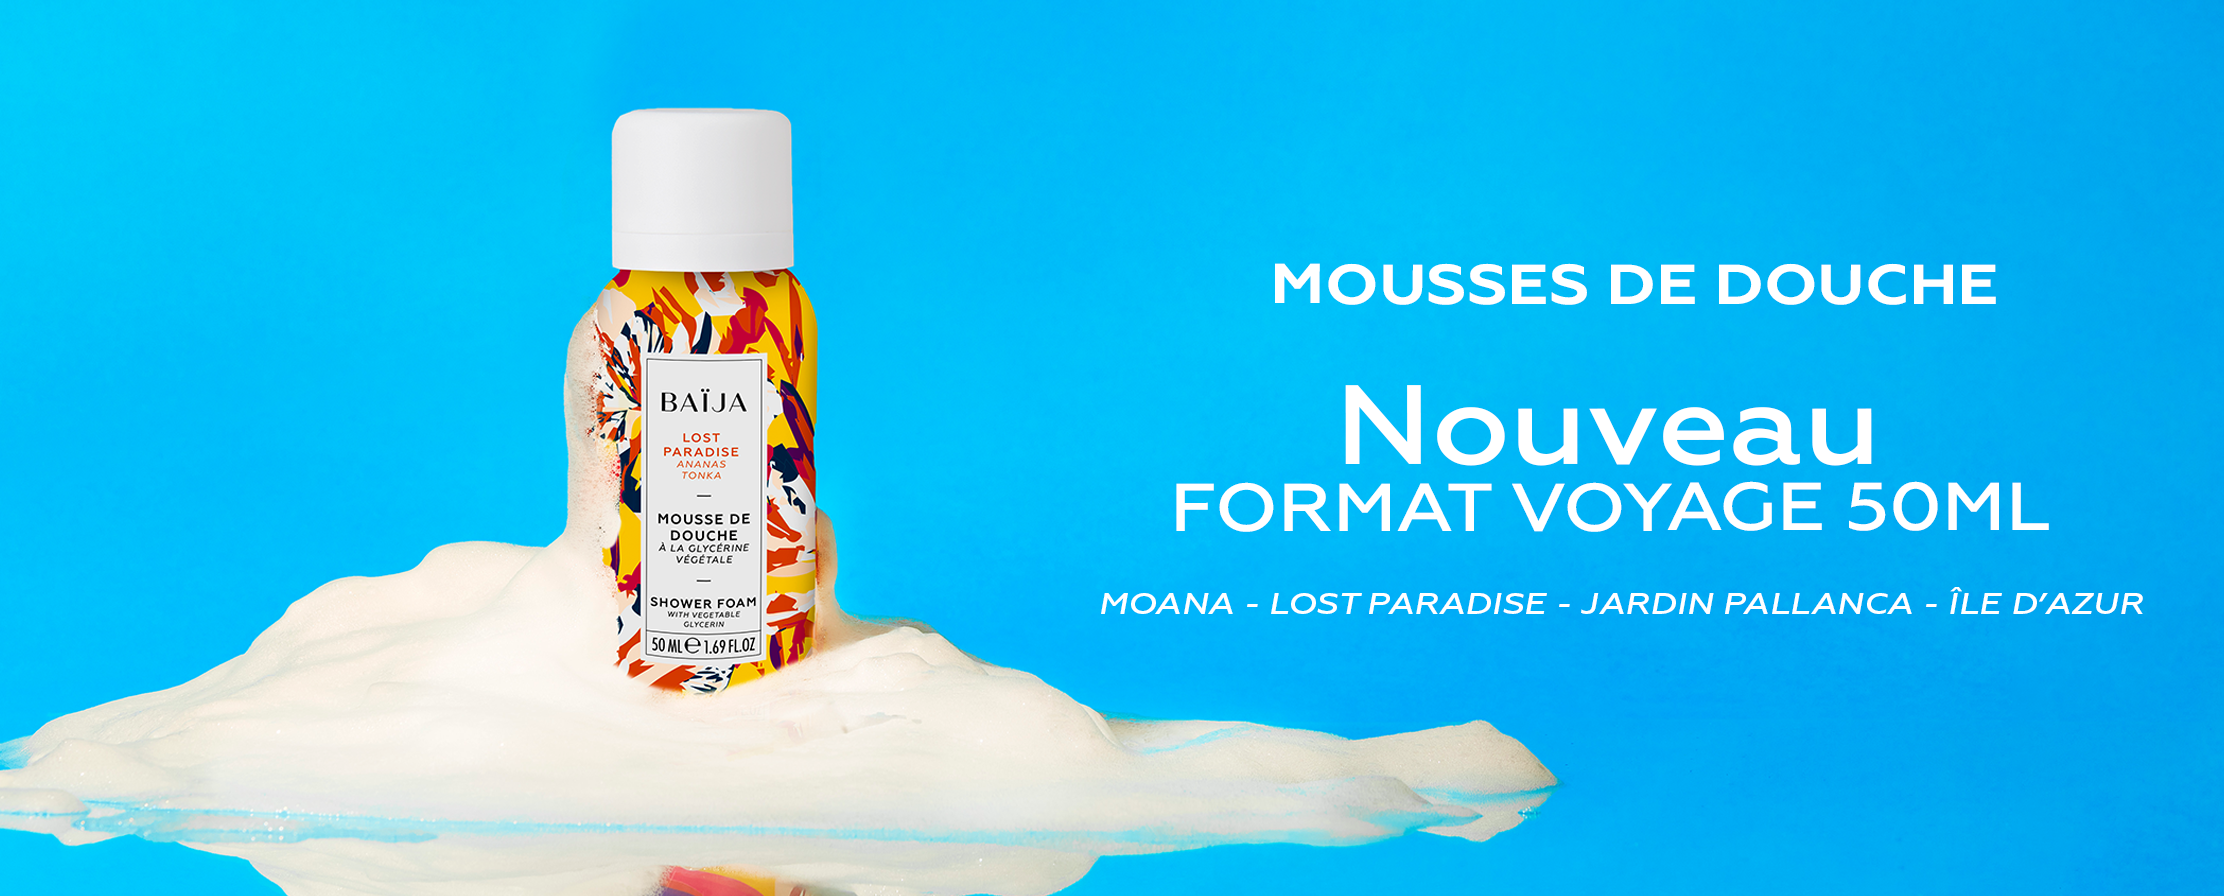 BAÏJA
LOST
PARADISE
ANANAS
TONKA
MOUSSE DE
DOUCHE
À LA GLYCÉRINE
VÉGÉTALE
SHOWER FOAM
WITH VEGETABLE
GLYCERIN
50 ML ℮ 1.69 FL.OZ
MOUSSES DE DOUCHE
Nouveau
FORMAT VOYAGE 50ML
MOANA - LOST PARADISE - JARDIN PALLANCA - ÎLE D'AZUR